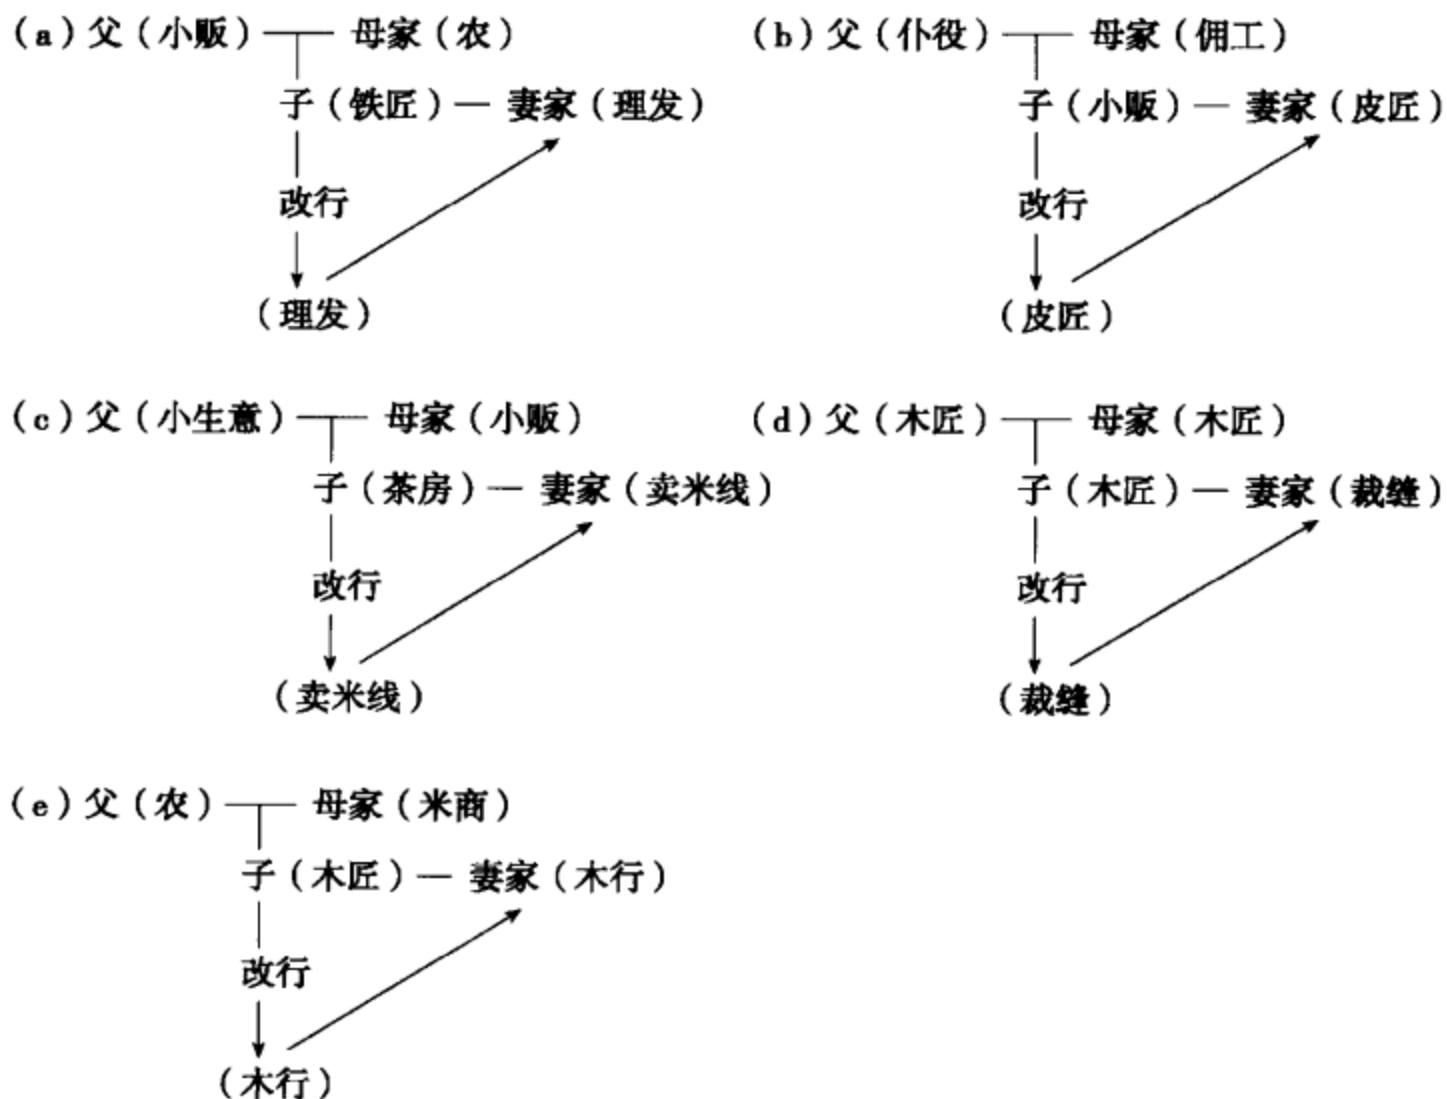 (a)父(小贩) 母家(农)
子(铁匠) 妻家(理发)
改行
(理发)
(b)父(仆役) 母家(佣工)
子(小贩) 妻家(皮匠)
改行
(皮匠)
(c)父(小生意) 母家(小贩)
子(茶房) 妻家(卖米线)
改行
(卖米线)
(d)父(木匠) 母家(木匠)
子(木匠) 妻家(裁缝)
改行
(裁缝)
(e)父(农) 母家(米商)
子(木匠) 妻家(木行)
改行
(木行)